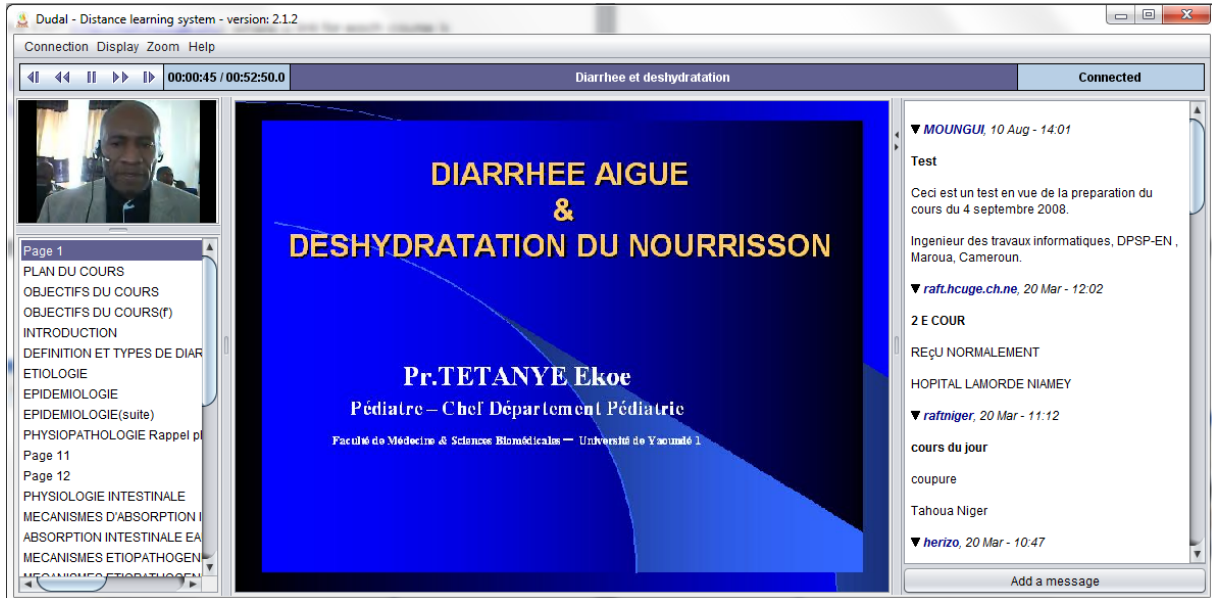 Dudal - Distance learning system - version: 2.1.2
Connection Display Zoom Help
00:00:45 / 00:52:50.0
Diarrhee et deshydratation
Connected
Page 1
PLAN DU COURS
OBJECTIFS DU COURS
OBJECTIFS DU COURS(f')
INTRODUCTION
DEFINITION ET TYPES DE DIAR
ETIOLOGIE
EPIDEMIOLOGIE
EPIDEMIOLOGIE(suite)
PHYSIOPATHOLOGIE Rappel pl
Page 11
Page 12
PHYSIOLOGIE INTESTINALE
MECANISMES D'ABSORPTION I
ABSORPTION INTESTINALE EA
MECANISMES ETIOPATHOGEN
MECANISMES ETIOPATHOGEN
DIARRHEE AIGUE
&
DESHYDRATATION DU NOURRISSON
Pr.TETANYE Ekoe
Pédiatre – Chef Département Pédiatrie
Faculté de Médecine & Sciences Biomédicales — Université de Yaoundé 1
MOUNGUI, 10 Aug - 14:01
Test
Ceci est un test en vue de la preparation du
cours du 4 septembre 2008.
Ingenieur des travaux informatiques, DPSP-EN ,
Maroua, Cameroun.
raft.hcuge.ch.ne, 20 Mar - 12:02
2 E COUR
REçU NORMALEMENT
HOPITAL LAMORDE NIAMEY
raftniger, 20 Mar - 11:12
cours du jour
coupure
Tahoua Niger
herizo, 20 Mar - 10:47
Add a message